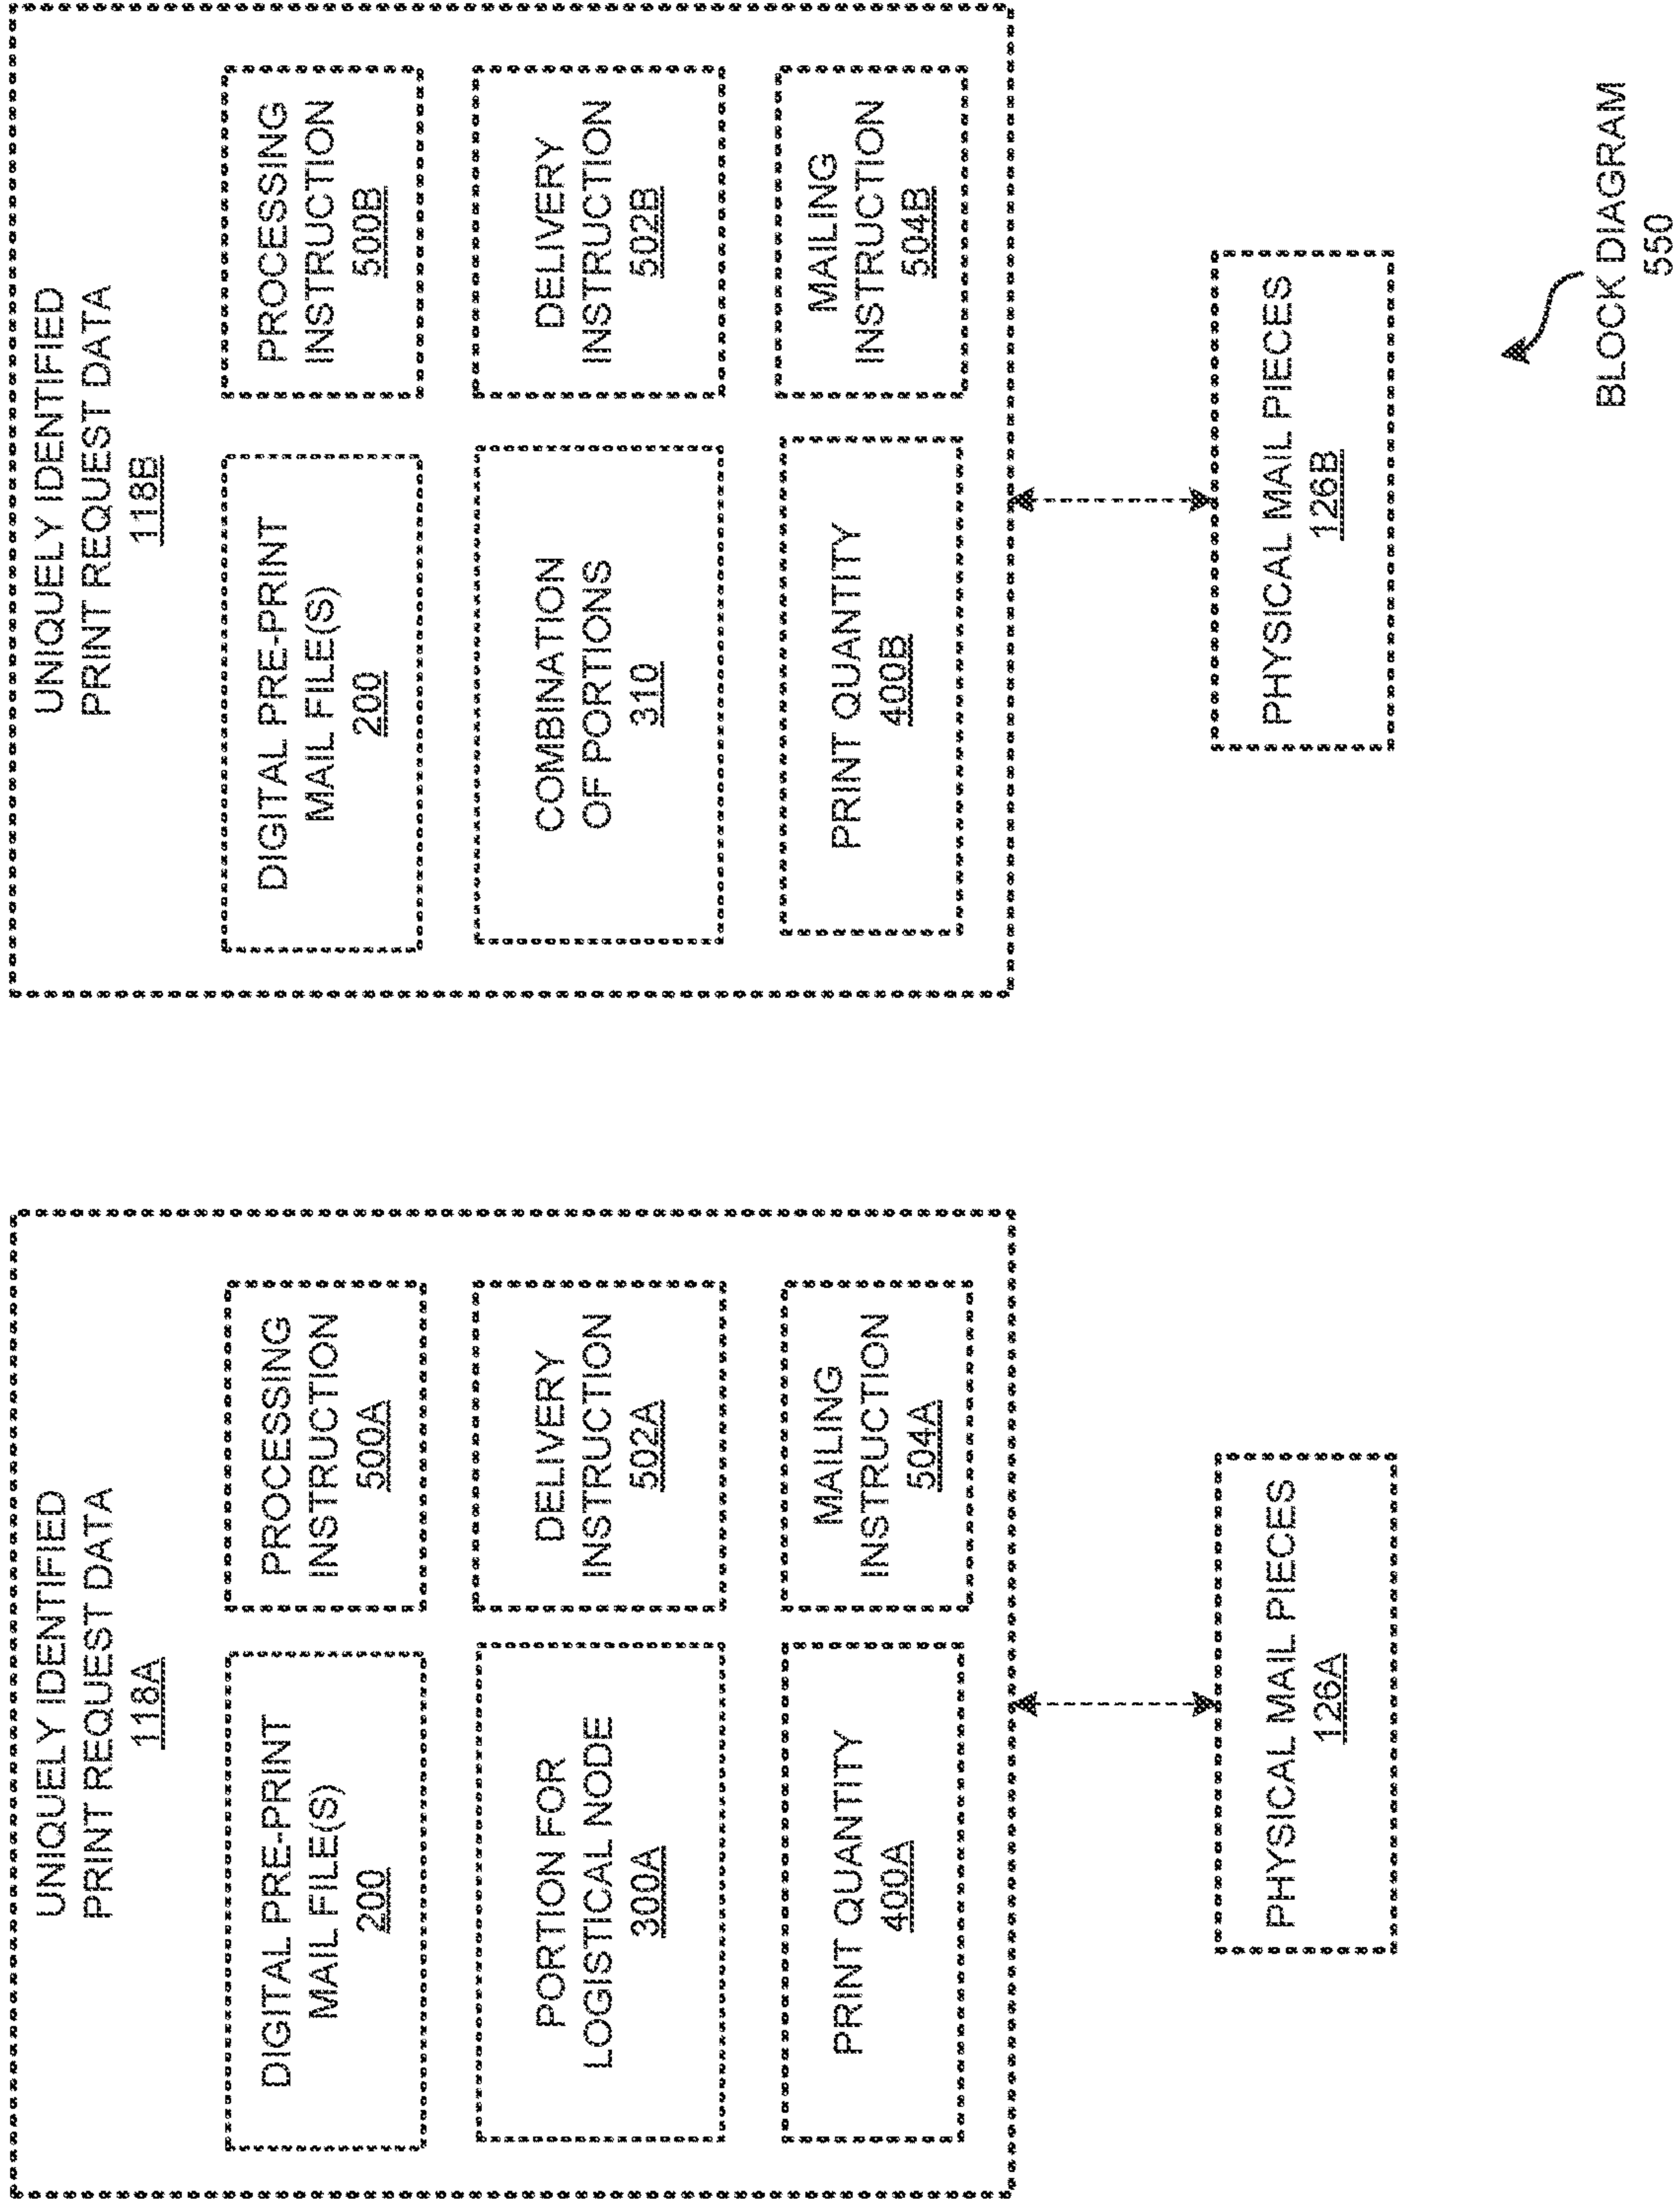 UNIQUELY IDENTIFIED
PRINT REQUEST DATA
118A
DIGITAL PRE-PRINT
MAIL FILE(S)
200
PROCESSING
INSTRUCTION
500A
PORTION FOR
LOGISTICAL NODE
300A
DELIVERY
INSTRUCTION
502A
PRINT QUANTITY
400A
MAILING
INSTRUCTION
504A
PHYSICAL MAIL PIECES
126A
UNIQUELY IDENTIFIED
PRINT REQUEST DATA
118B
DIGITAL PRE-PRINT
MAIL FILE(S)
200
PROCESSING
INSTRUCTION
500B
COMBINATION
OF PORTIONS
310
DELIVERY
INSTRUCTION
502B
PRINT QUANTITY
400B
MAILING
INSTRUCTION
504B
PHYSICAL MAIL PIECES
126B
BLOCK DIAGRAM
550